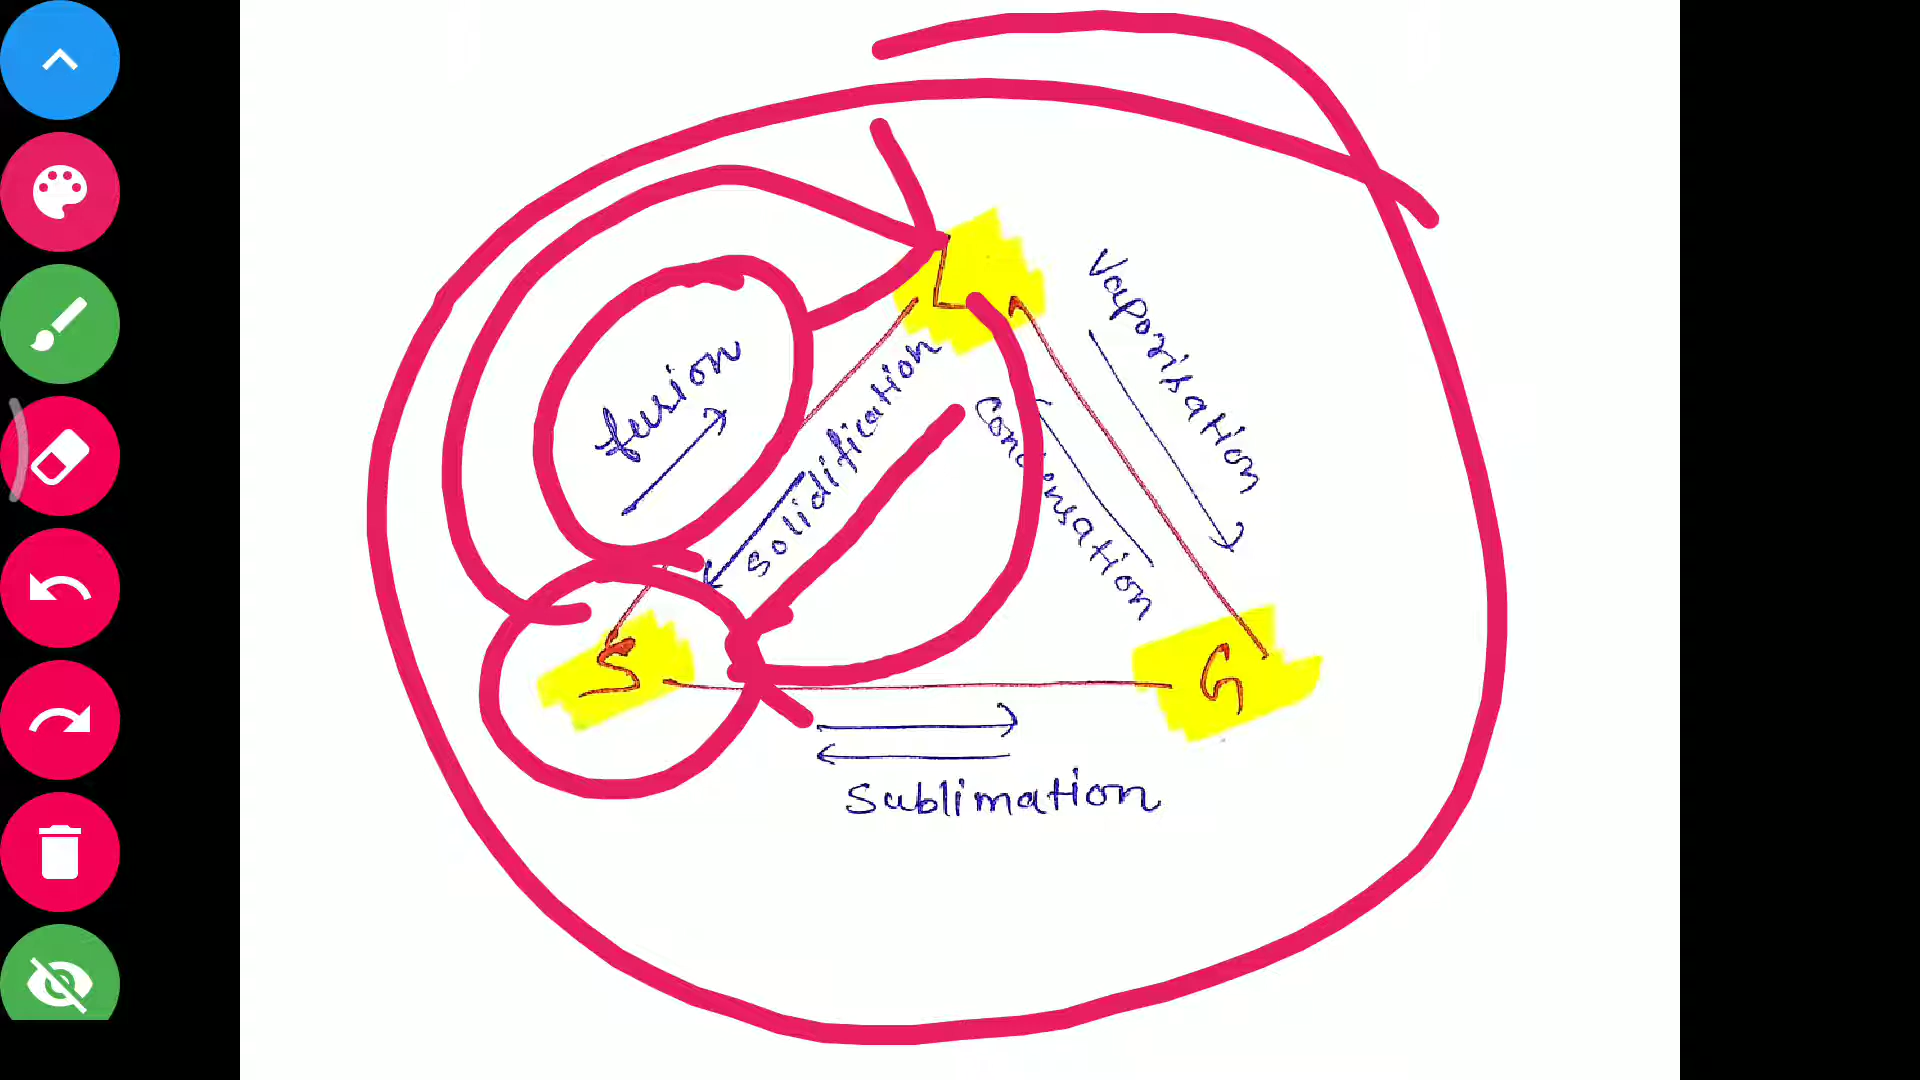 L
Vaporisation
fusion
Solidification
Condensation
S
G
Sublimation